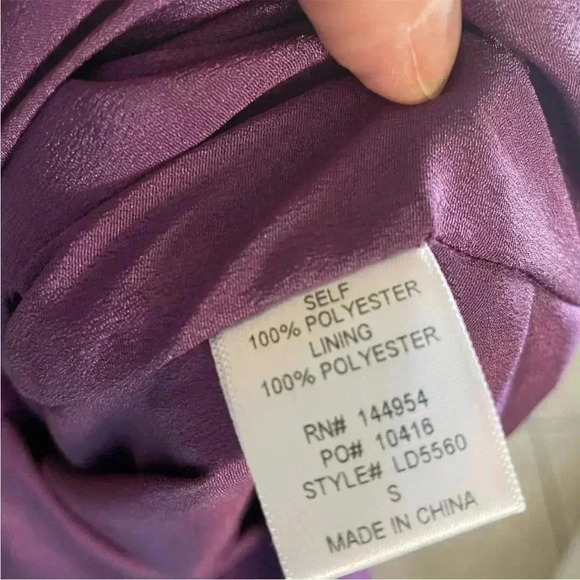 SELF
100% POLYESTER
LINING
100% POLYESTER
RN# 144954
PO# 10416
STYLE# LD5560
S
MADE IN CHINA